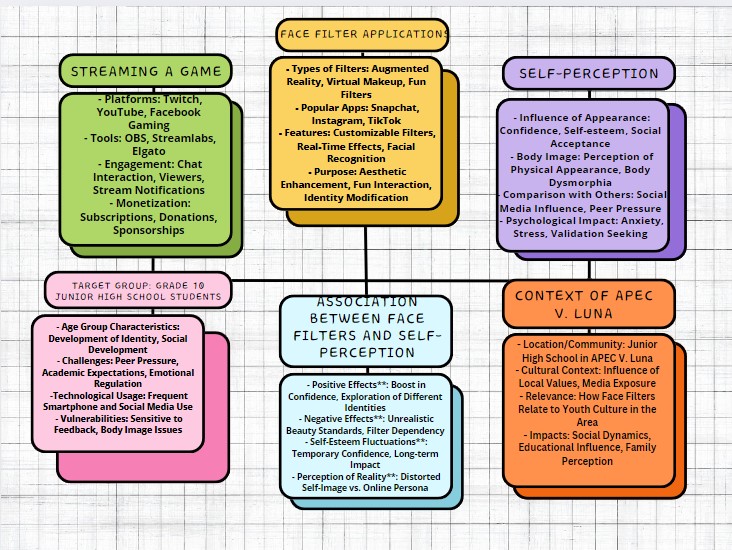 STREAMING A GAME
- Platforms: Twitch,
YouTube, Facebook
Gaming
- Tools: OBS, Streamlabs,
Elgato
- Engagement: Chat
Interaction, Viewers,
Stream Notifications
- Monetization:
Subscriptions, Donations,
Sponsorships
FACE FILTER APPLICATIONS
- Types of Filters: Augmented
Reality, Virtual Makeup, Fun
Filters
- Popular Apps: Snapchat,
Instagram, TikTok
- Features: Customizable Filters,
Real-Time Effects, Facial
Recognition
- Purpose: Aesthetic
Enhancement, Fun Interaction,
Identity Modification
SELF-PERCEPTION
- Influence of Appearance:
Confidence, Self-esteem, Social
Acceptance
- Body Image: Perception of
Physical Appearance, Body
Dysmorphia
- Comparison with Others: Social
Media Influence, Peer Pressure
- Psychological Impact: Anxiety,
Stress, Validation Seeking
TARGET GROUP: GRADE 10
JUNIOR HIGH SCHOOL STUDENTS
- Age Group Characteristics:
Development of Identity, Social
Development
- Challenges: Peer Pressure,
Academic Expectations, Emotional
Regulation
-Technological Usage: Frequent
Smartphone and Social Media Use
- Vulnerabilities: Sensitive to
Feedback, Body Image Issues
ASSOCIATION
BETWEEN FACE
FILTERS AND SELF-
PERCEPTION
- Positive Effects**: Boost in
Confidence, Exploration of Different
Identities
- Negative Effects**: Unrealistic
Beauty Standards, Filter Dependency
- Self-Esteem Fluctuations**:
Temporary Confidence, Long-term
Impact
- Perception of Reality**: Distorted
Self-Image vs. Online Persona
CONTEXT OF APEC
V. LUNA
- Location/Community: Junior
High School in APEC V. Luna
- Cultural Context: Influence of
Local Values, Media Exposure
- Relevance: How Face Filters
Relate to Youth Culture in the
Area
- Impacts: Social Dynamics,
Educational Influence, Family
Perception